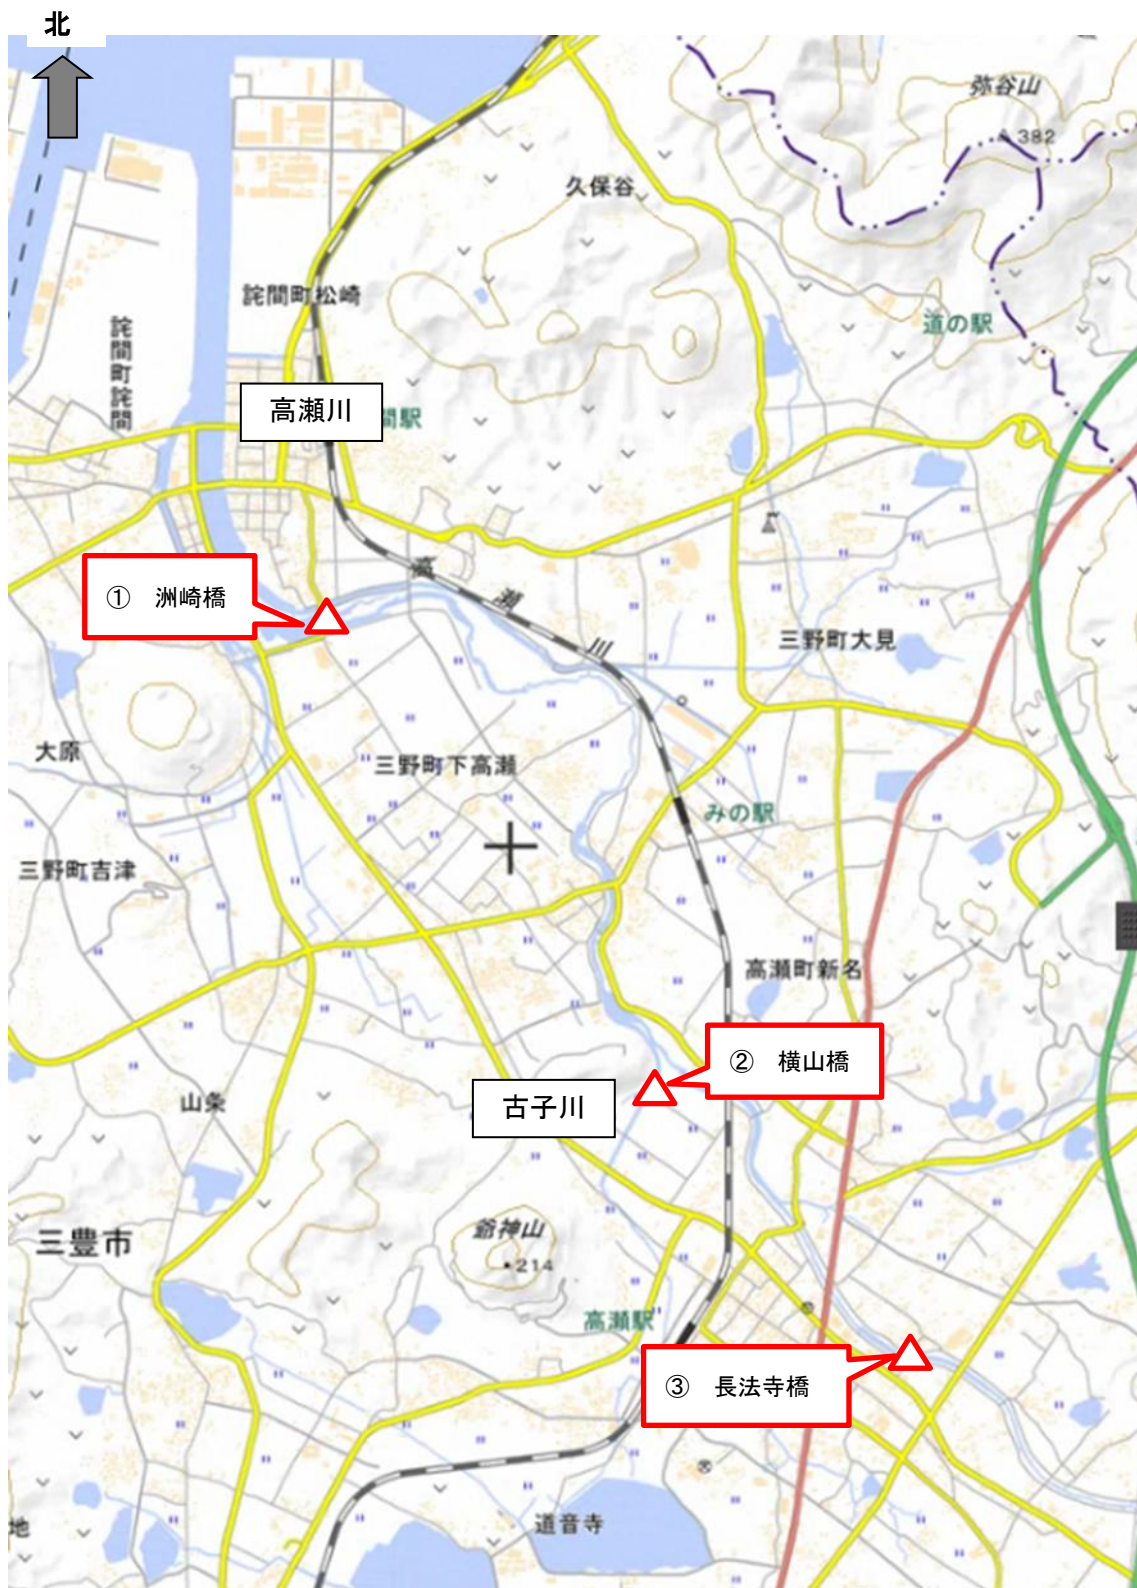 北
弥谷山
382
久保谷
詫間町松崎
道の駅
詫間町詫間
高瀬川
間駅
高瀬川
① 洲崎橋
三野町大見
大原
三野町下高瀬
みの駅
三野町吉津
高瀬町新名
② 横山橋
山条
古子川
爺神山
214
三豊市
高瀬駅
③ 長法寺橋
道音寺
地